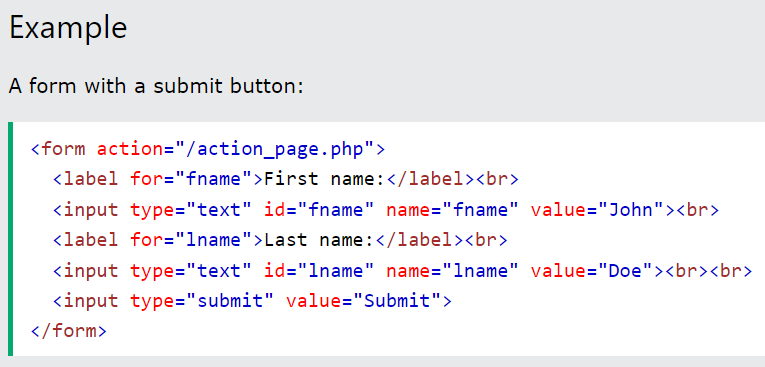 Example
A form with a submit button:
<form action="/action_page.php">
  <label for="fname">First name:</label><br>
  <input type="text" id="fname" name="fname" value="John"><br>
  <label for="lname">Last name:</label><br>
  <input type="text" id="lname" name="lname" value="Doe"><br><br>
  <input type="submit" value="Submit">
</form>